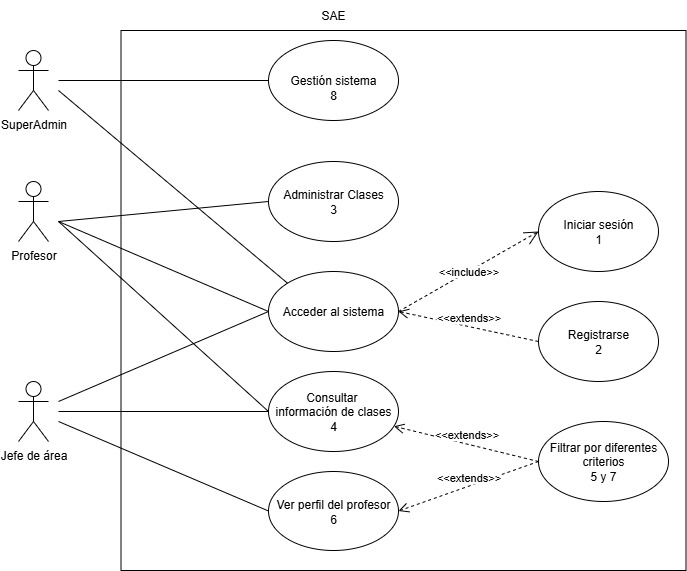 SAE
Gestión sistema
8
SuperAdmin
Administrar Clases
3
Profesor
Iniciar sesión
1
<<include>>
Acceder al sistema
<<extends>>
Registrarse
2
Consultar
información de clases
4
Jefe de área
<<extends>>
Filtrar por diferentes
criterios
5 y 7
<<extends>>
Ver perfil del profesor
6